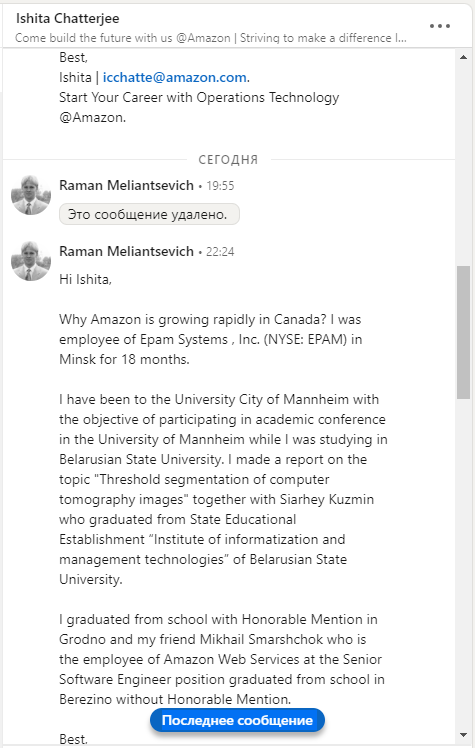 Ishita Chatterjee
Come build the future with us @Amazon | Striving to make a difference I...
Best,
Ishita | icchatte@amazon.com.
Start Your Career with Operations Technology
@Amazon.
СЕГОДНЯ
Raman Meliantsevich • 19:55
Это сообщение удалено.
Raman Meliantsevich • 22:24
Hi Ishita,
Why Amazon is growing rapidly in Canada? I was
employee of Epam Systems , Inc. (NYSE: EPAM) in
Minsk for 18 months.
I have been to the University City of Mannheim with
the objective of participating in academic conference
in the University of Mannheim while I was studying in
Belarusian State University. I made a report on the
topic "Threshold segmentation of computer
tomography images" together with Siarhey Kuzmin
who graduated from State Educational
Establishment “Institute of informatization and
management technologies” of Belarusian State
University.
I graduated from school with Honorable Mention in
Grodno and my friend Mikhail Smarshchok who is
the employee of Amazon Web Services at the Senior
Software Engineer position graduated from school in
Berezino without Honorable Mention.
Последнее сообщение
Best,